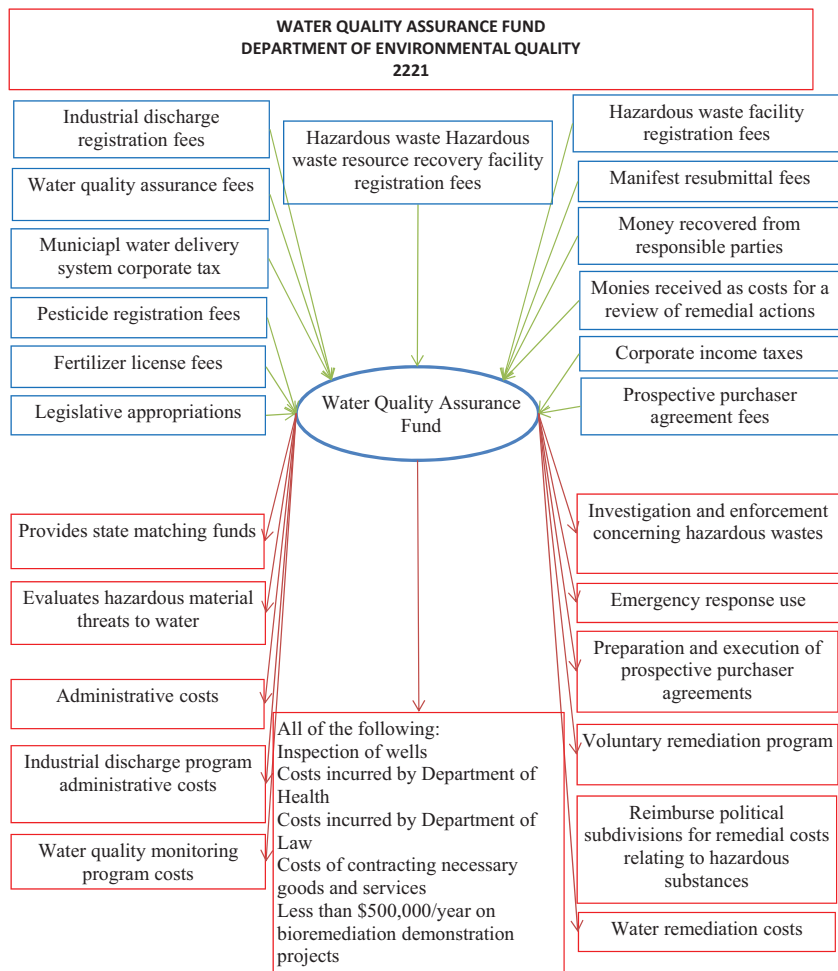 WATER QUALITY ASSURANCE FUND
DEPARTMENT OF ENVIRONMENTAL QUALITY
2221
Industrial discharge
registration fees
Water quality assurance fees
Municiapl water delivery
system corporate tax
Pesticide registration fees
Fertilizer license fees
Legislative appropriations
Hazardous waste Hazardous
waste resource recovery facility
registration fees
Hazardous waste facility
registration fees
Manifest resubmittal fees
Money recovered from
responsible parties
Monies received as costs for a
review of remedial actions
Corporate income taxes
Prospective purchaser
agreement fees
Water Quality Assurance
Fund
Provides state matching funds
Evaluates hazardous material
threats to water
Administrative costs
Industrial discharge program
administrative costs
Water quality monitoring
program costs
All of the following:
Inspection of wells
Costs incurred by Department of
Health
Costs incurred by Department of
Law
Costs of contracting necessary
goods and services
Less than $500,000/year on
bioremediation demonstration
projects
Investigation and enforcement
concerning hazardous wastes
Emergency response use
Preparation and execution of
prospective purchaser
agreements
Voluntary remediation program
Reimburse political
subdivisions for remedial costs
relating to hazardous
substances
Water remediation costs